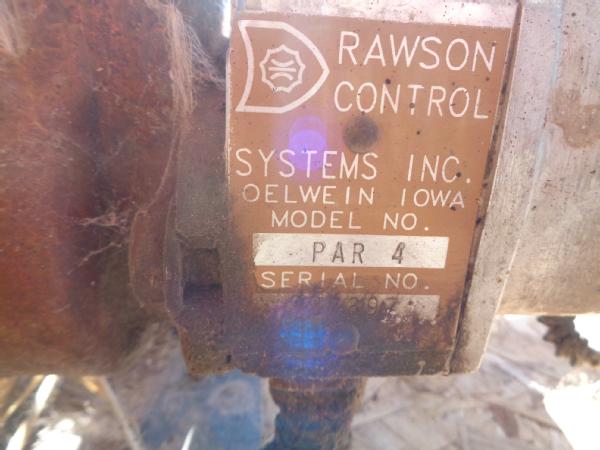 RAWSON
CONTROL
SYSTEMS INC.
OELWEIN IOWA
MODEL NO.
PAR 4
SERIAL NO.